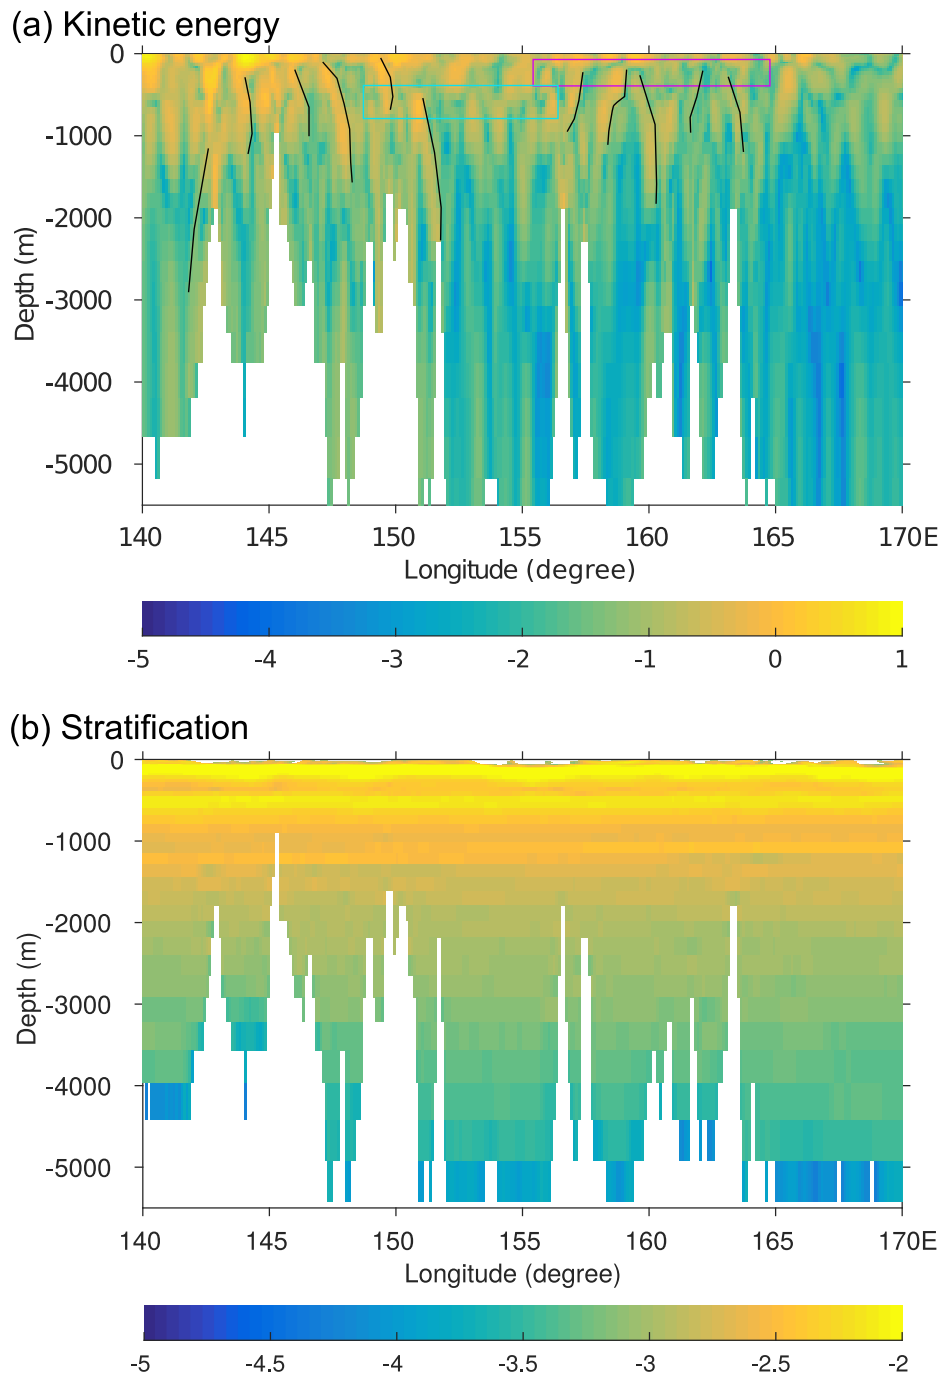 (a) Kinetic energy
0
-1000
-2000
-3000
-4000
-5000
Depth (m)
140 145 150 155 160 165 170E
Longitude (degree)
-5 -4 -3 -2 -1 0 1
(b) Stratification
0
-1000
-2000
-3000
-4000
-5000
Depth (m)
140 145 150 155 160 165 170E
Longitude (degree)
-5 -4.5 -4 -3.5 -3 -2.5 -2